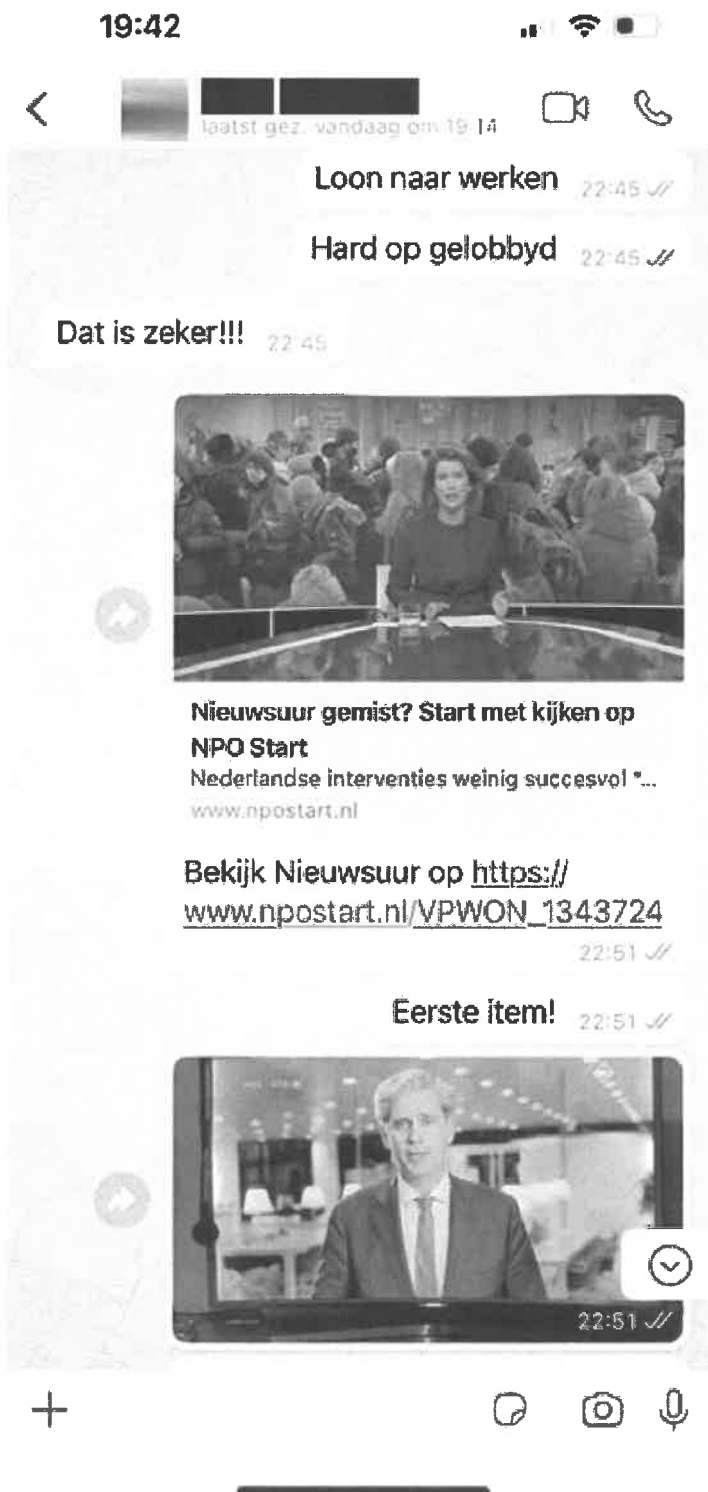 19:42
laatst gez. vandaag om 19:14
Loon naar werken 22:45
Hard op gelobbyd 22:45
Dat is zeker!!! 22:45
Nieuwsuur gemist? Start met kijken op
NPO Start
Nederlandse interventies weinig succesvol *...
www.npostart.nl
Bekijk Nieuwsuur op https://
www.npostart.nl/VPWON_1343724
22:51
Eerste item! 22:51
22:51